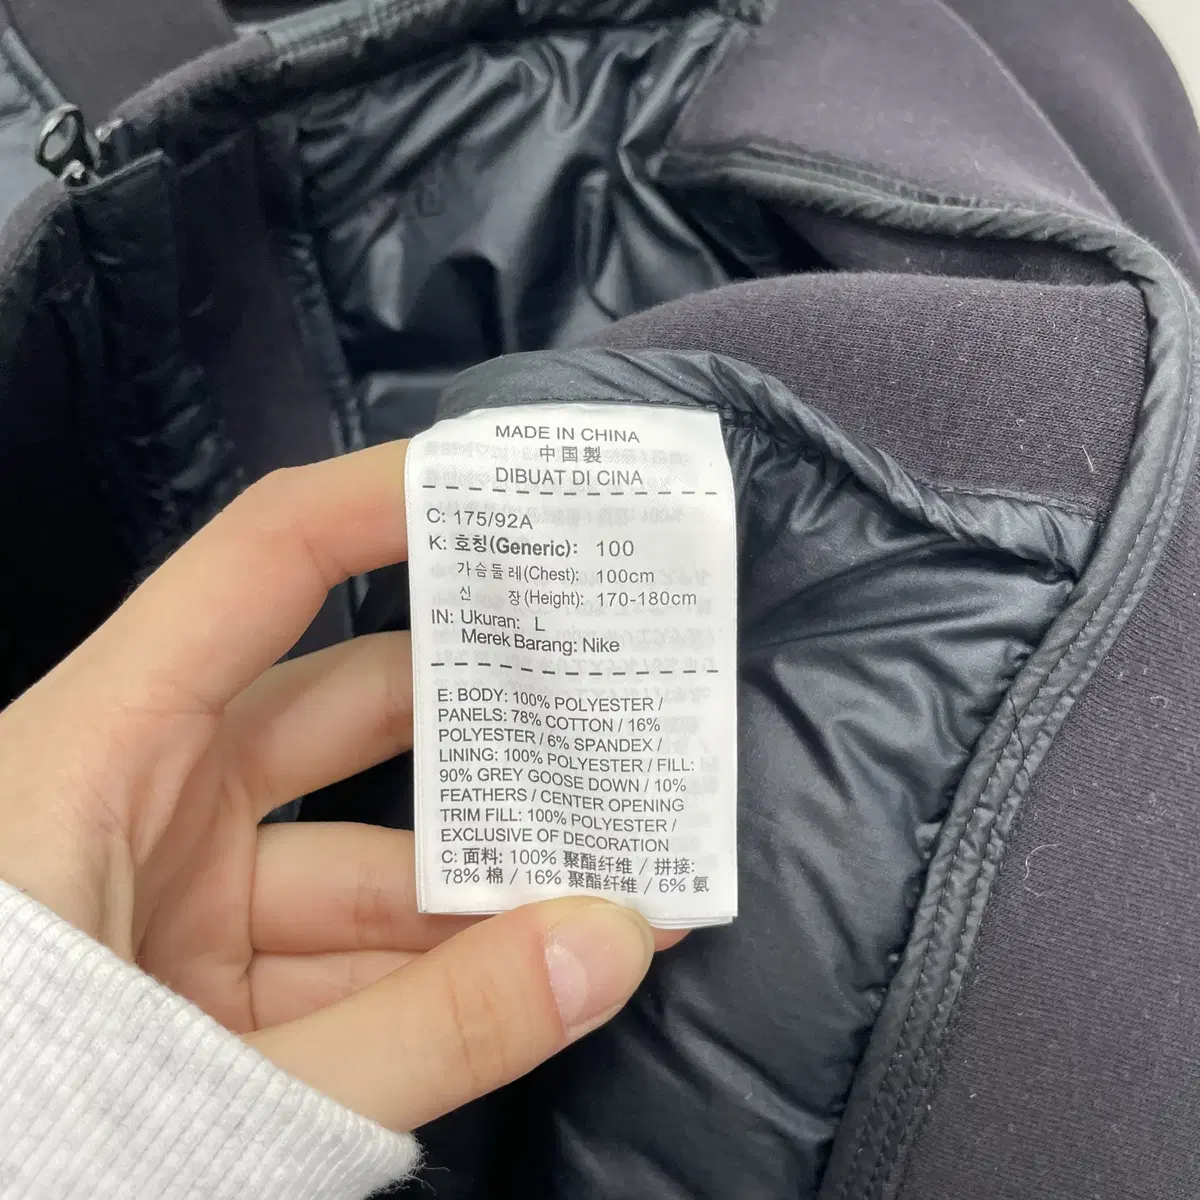 MADE IN CHINA
中国製
DIBUAT DI CINA
C: 175/92A
K: 호칭(Generic): 100
가슴둘레(Chest): 100cm
신 장(Height): 170-180cm
IN: Ukuran: L
Merek Barang: Nike
E: BODY: 100% POLYESTER /
PANELS: 78% COTTON / 16%
POLYESTER / 6% SPANDEX /
LINING: 100% POLYESTER / FILL:
90% GREY GOOSE DOWN / 10%
FEATHERS / CENTER OPENING
TRIM FILL: 100% POLYESTER /
EXCLUSIVE OF DECORATION
C: 面料: 100% 聚酯纤维 / 拼接:
78% 棉 / 16% 聚酯纤维 / 6% 氨